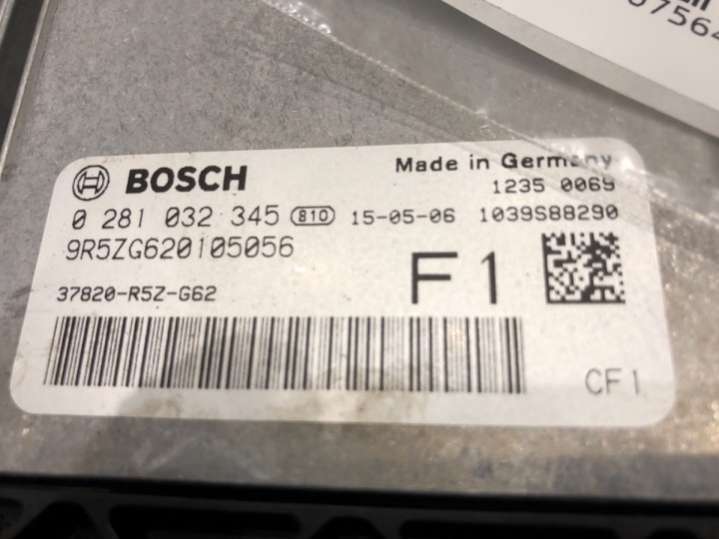 07564
BOSCH
Made in Germany
1235 0069
0 281 032 345 810 15-05-06 1039S88290
9R5ZG620105056
F1
37820-R5Z-G62
CF1